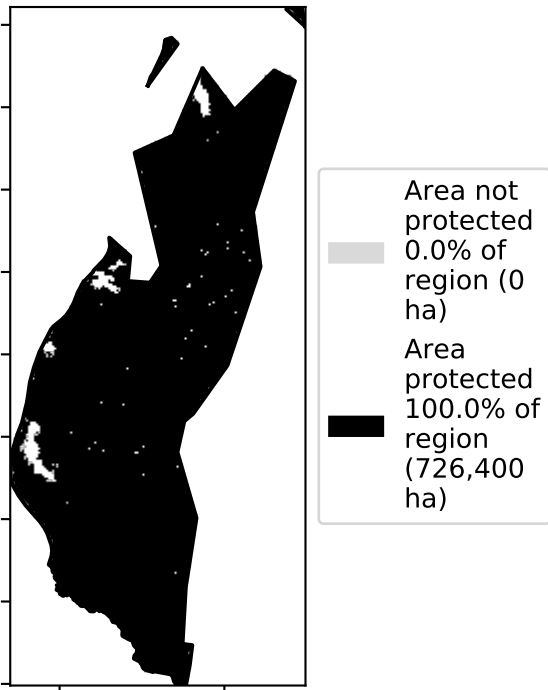 Area not
protected
0.0% of
region (0
ha)
Area
protected
100.0% of
region
(726,400
ha)